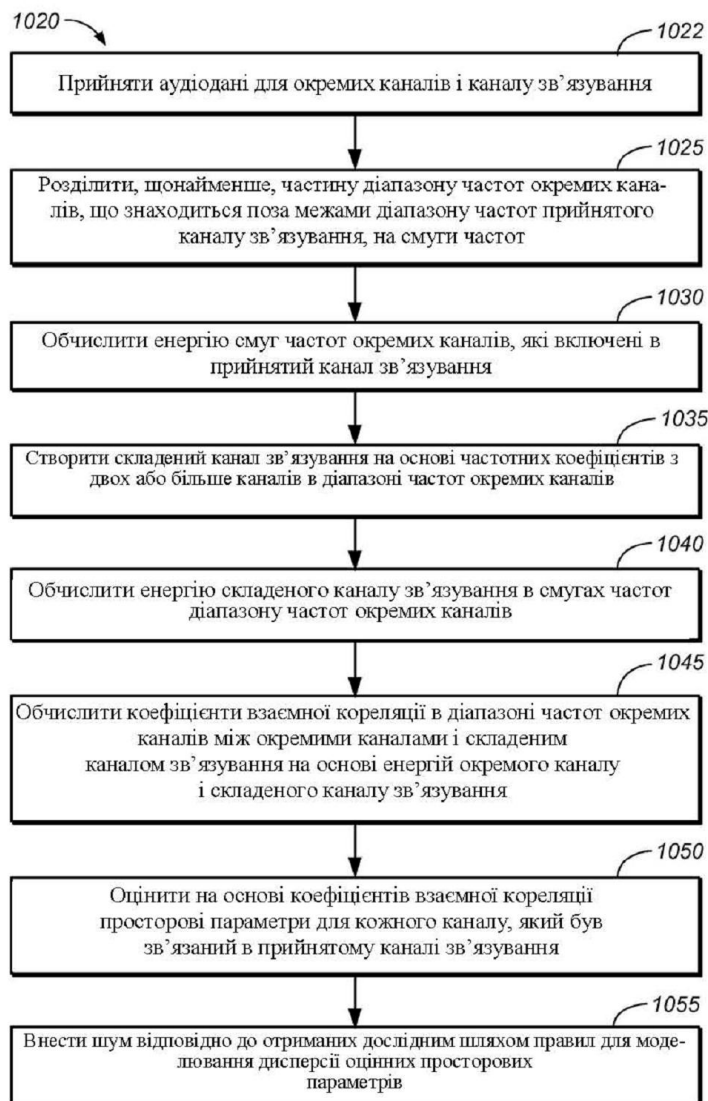 1020
1022
Прийняти аудіодані для окремих каналів і каналу зв’язування
1025
Розділити, щонайменше, частину діапазону частот окремих кана-
лів, що знаходиться поза межами діапазону частот прийнятого
каналу зв’язування, на смуги частот
1030
Обчислити енергію смуг частот окремих каналів, які включені в
прийнятий канал зв’язування
1035
Створити складений канал зв’язування на основі частотних коефіцієнтів з
двох або більше каналів в діапазоні частот окремих каналів
1040
Обчислити енергію складеного каналу зв’язування в смугах частот
діапазону частот окремих каналів
1045
Обчислити коефіцієнти взаємної кореляції в діапазоні частот окремих
каналів між окремими каналами і складеним
каналом зв’язування на основі енергій окремого каналу
і складеного каналу зв’язування
1050
Оцінити на основі коефіцієнтів взаємної кореляції
просторові параметри для кожного каналу, який був
зв’язаний в прийнятому каналі зв’язування
1055
Внести шум відповідно до отриманих дослідним шляхом правил для моде-
лювання дисперсії оцінних просторових
параметрів